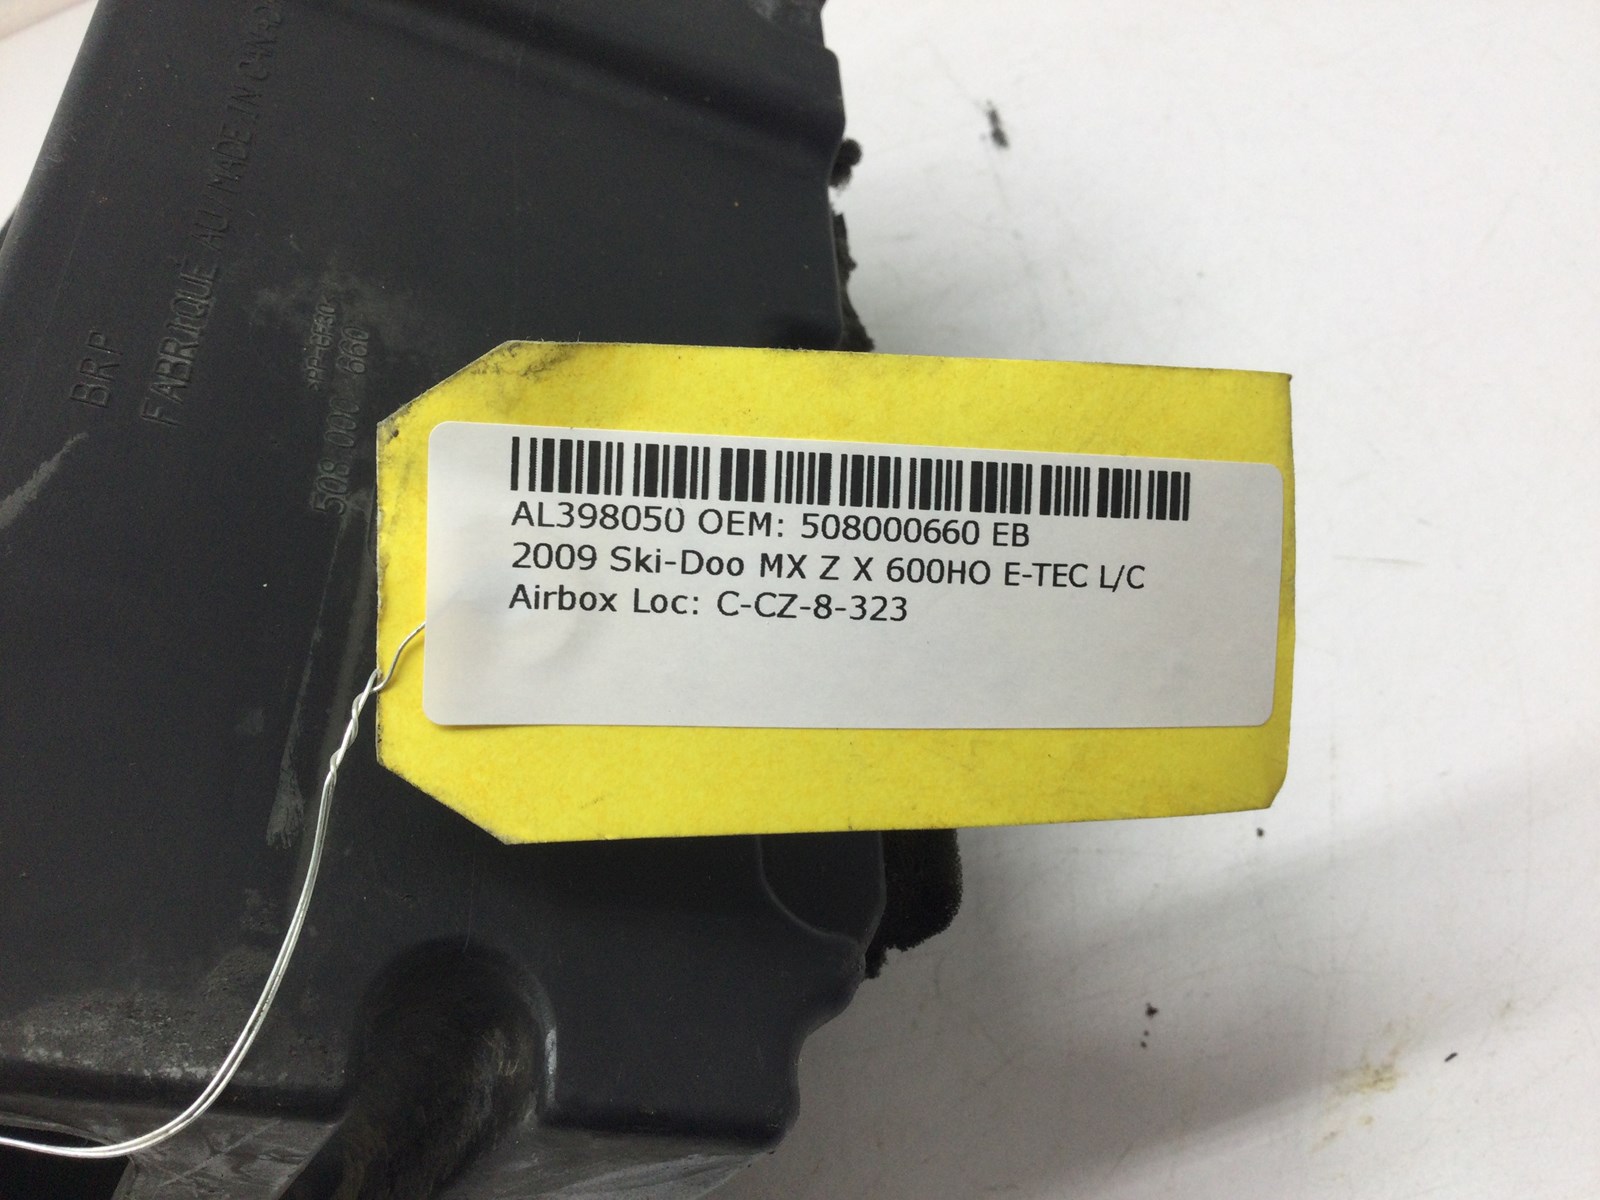 BRP
FABRIQUÉ AU MADE IN CANADA
508 000 660
AL398050 OEM: 508000660 EB
2009 Ski-Doo MX Z X 600HO E-TEC L/C
Airbox Loc: C-CZ-8-323